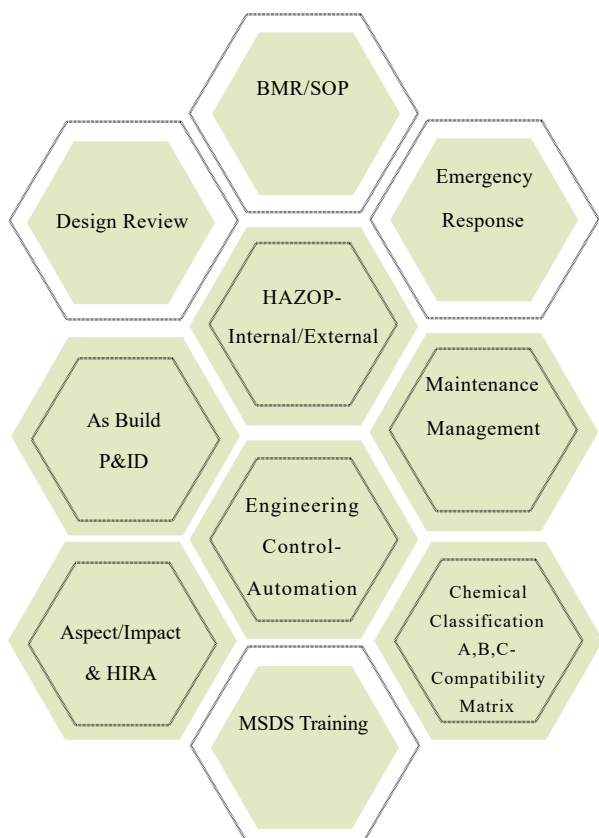 BMR/SOP
Emergency
Response
Design Review
HAZOP-
Internal/External
Maintenance
Management
As Build
P&ID
Engineering
Control-
Automation
Chemical
Classification
A,B,C-
Compatibility
Matrix
Aspect/Impact
& HIRA
MSDS Training